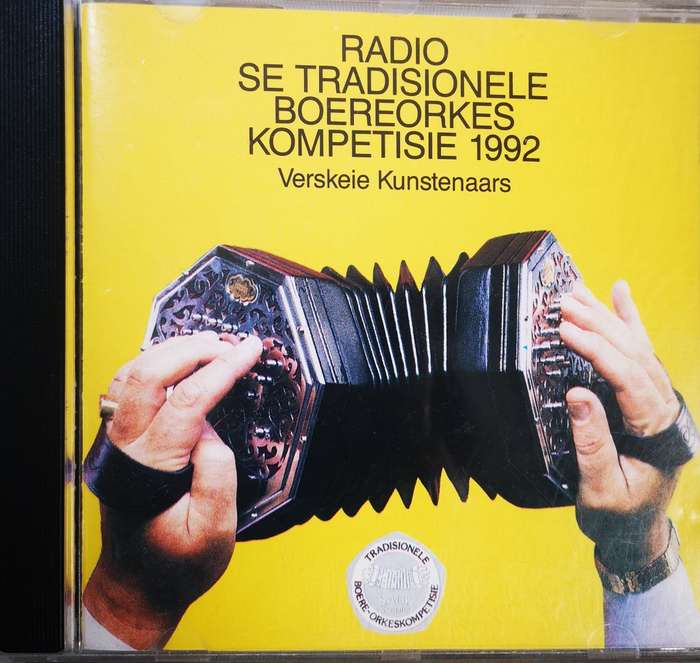 RADIO
SE TRADISIONELE
BOEREORKES
KOMPETISIE 1992
Verskeie Kunstenaars
TRADISIONELE
BOERE-ORKESKOMPETISIE